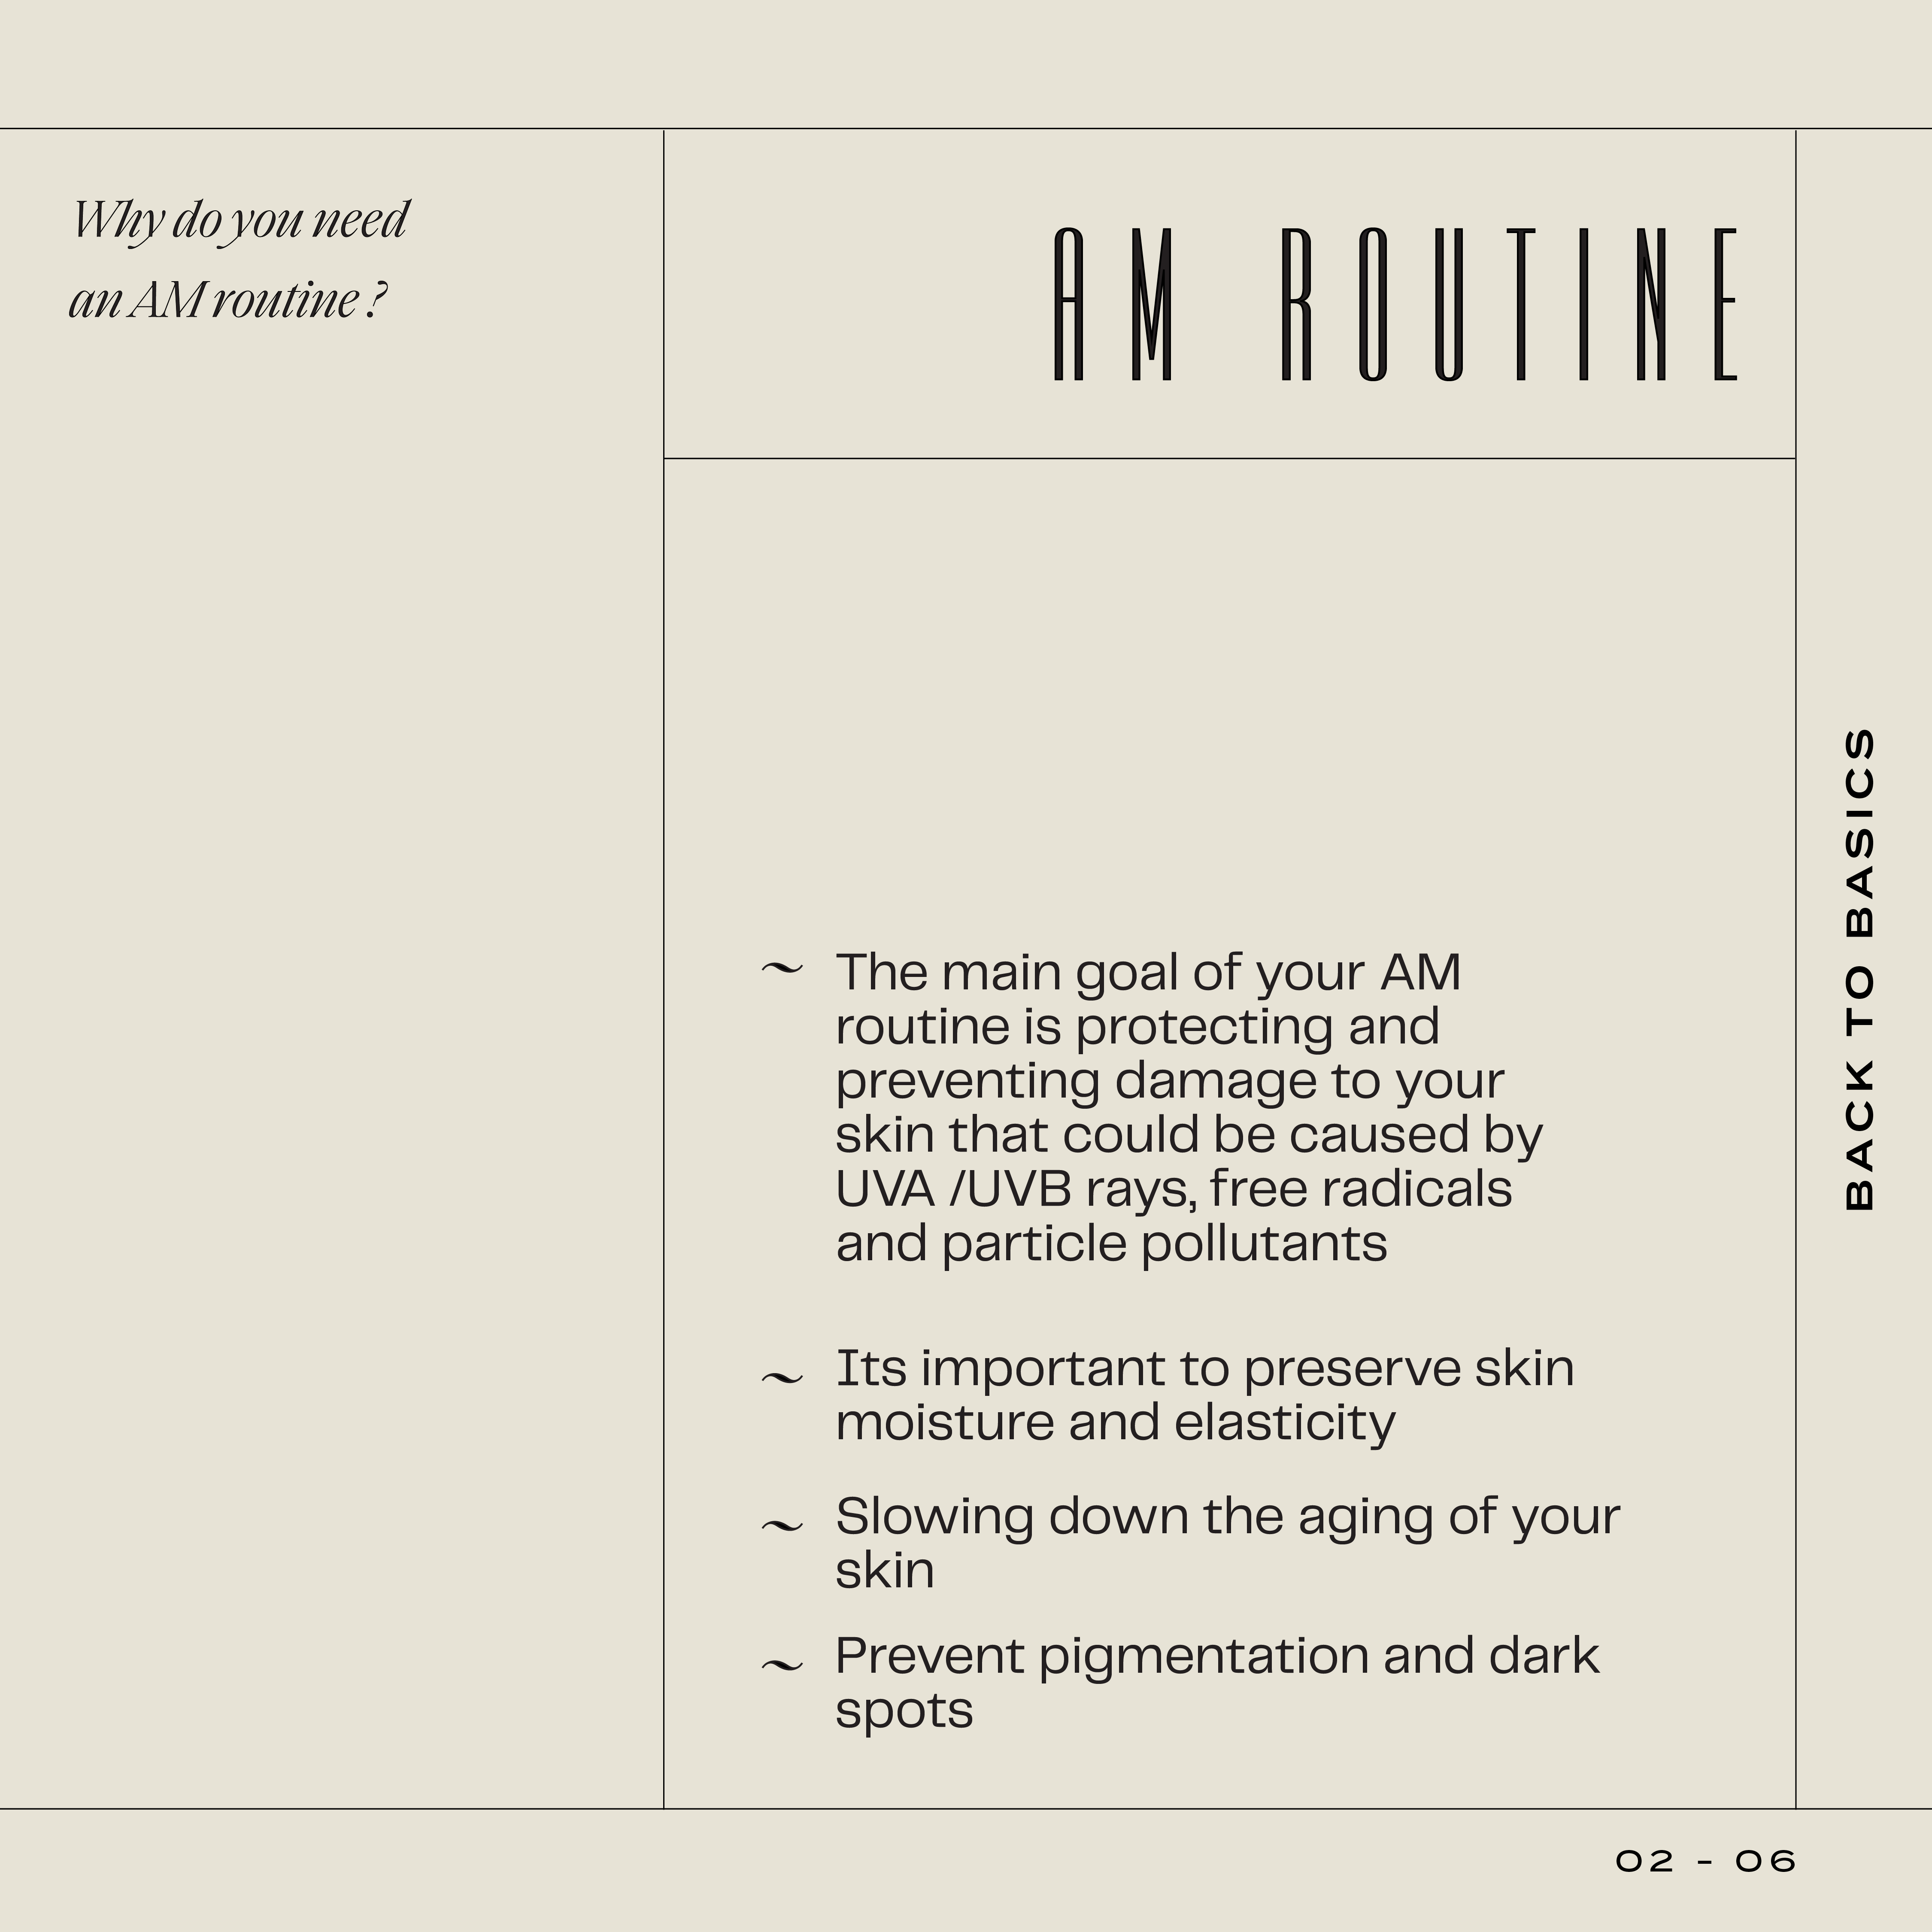 Why do you need
an AM routine ?
AM ROUTINE
~ The main goal of your AM
routine is protecting and
preventing damage to your
skin that could be caused by
UVA /UVB rays, free radicals
and particle pollutants
~ Its important to preserve skin
moisture and elasticity
~ Slowing down the aging of your
skin
~ Prevent pigmentation and dark
spots
BACK TO BASICS
02 - 06